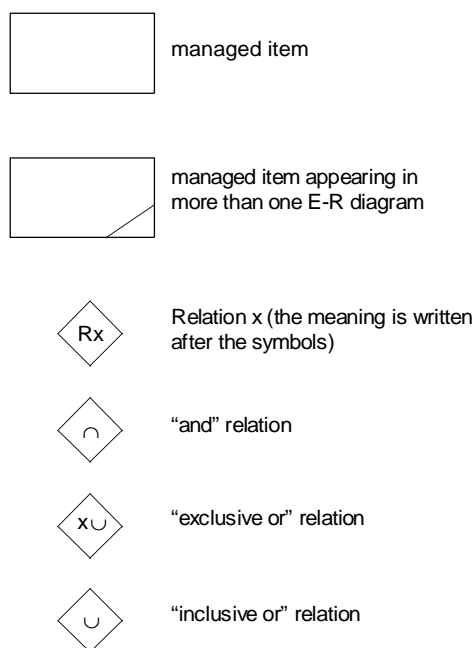 managed item
managed item appearing in
more than one E-R diagram
Rx
Relation x (the meaning is written
after the symbols)
∩
“and” relation
x∪
“exclusive or” relation
∪
“inclusive or” relation